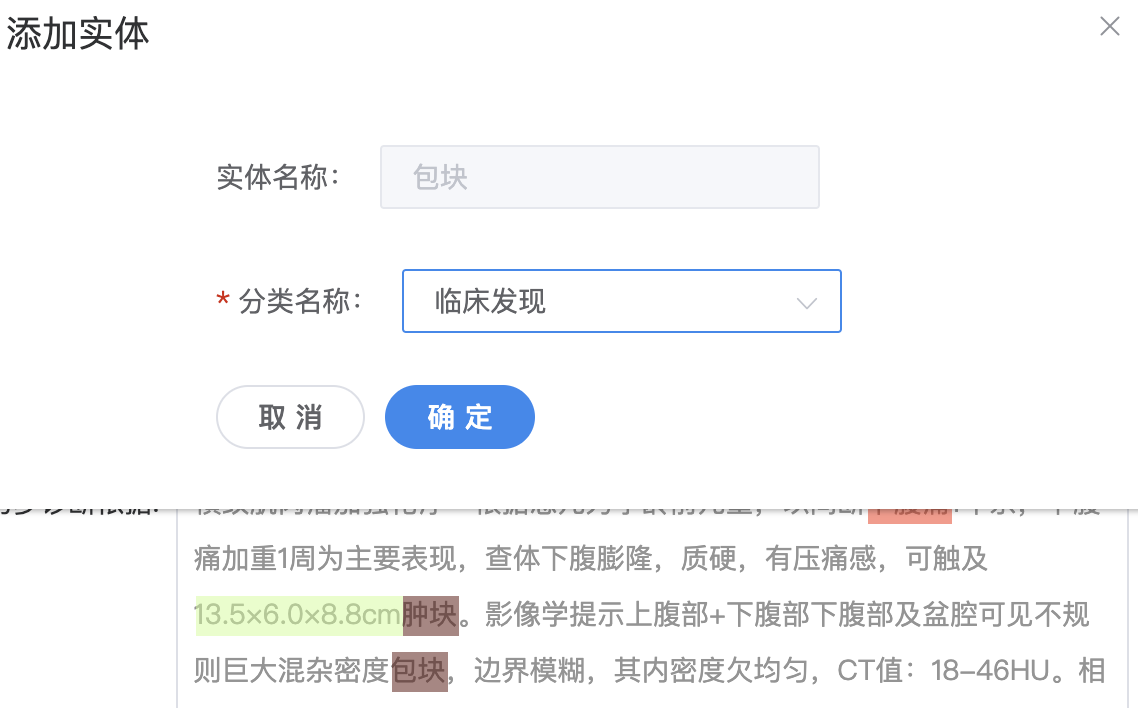 添加实体
实体名称：
包块
* 分类名称：
临床发现
取 消
确 定
痛加重1周为主要表现，查体下腹膨隆，质硬，有压痛感，可触及
13.5×6.0×8.8cm肿块。影像学提示上腹部+下腹部下腹部及盆腔可见不规
则巨大混杂密度包块，边界模糊，其内密度欠均匀，CT值：18-46HU。相